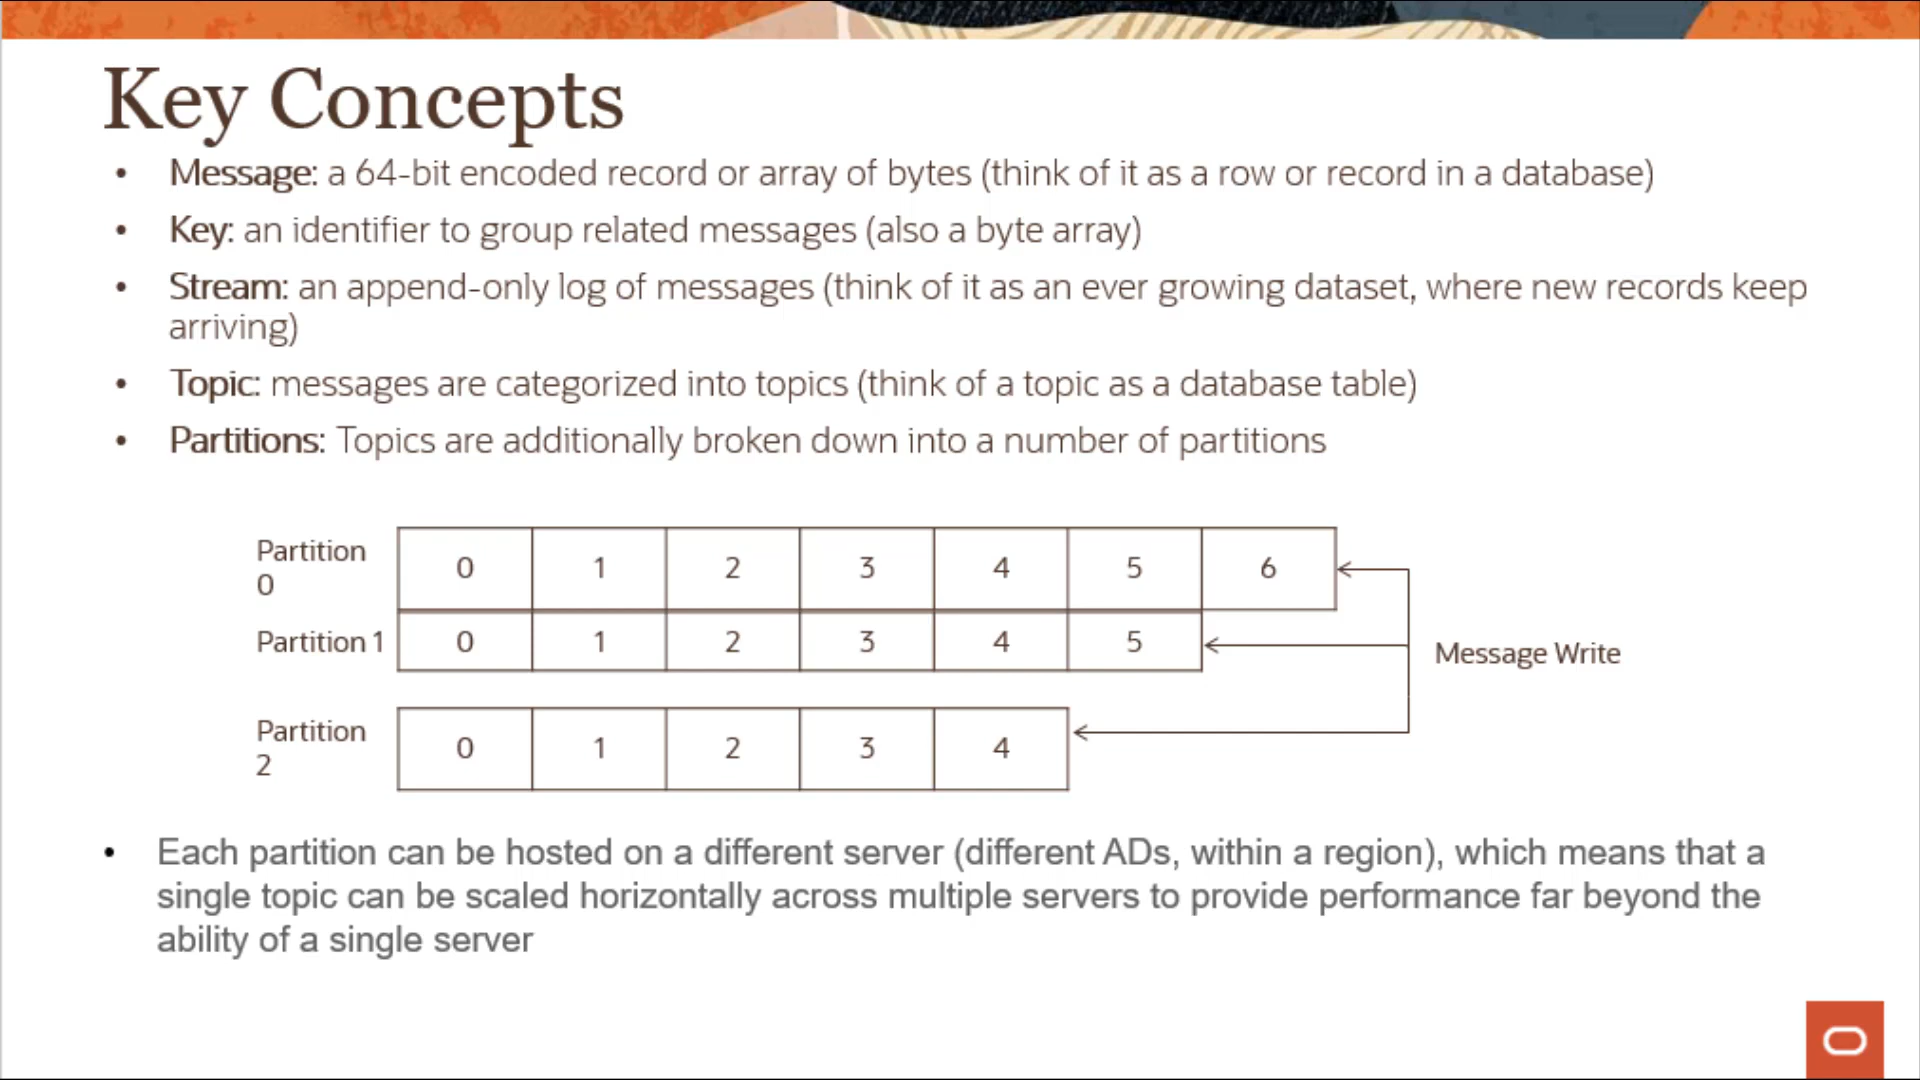 Key Concepts
• Message: a 64-bit encoded record or array of bytes (think of it as a row or record in a database)
• Key: an identifier to group related messages (also a byte array)
• Stream: an append-only log of messages (think of it as an ever growing dataset, where new records keep
arriving)
• Topic: messages are categorized into topics (think of a topic as a database table)
• Partitions: Topics are additionally broken down into a number of partitions
Partition
0
0 1 2 3 4 5 6
Partition 1
0 1 2 3 4 5
Message Write
Partition
2
0 1 2 3 4
• Each partition can be hosted on a different server (different ADs, within a region), which means that a
single topic can be scaled horizontally across multiple servers to provide performance far beyond the
ability of a single server